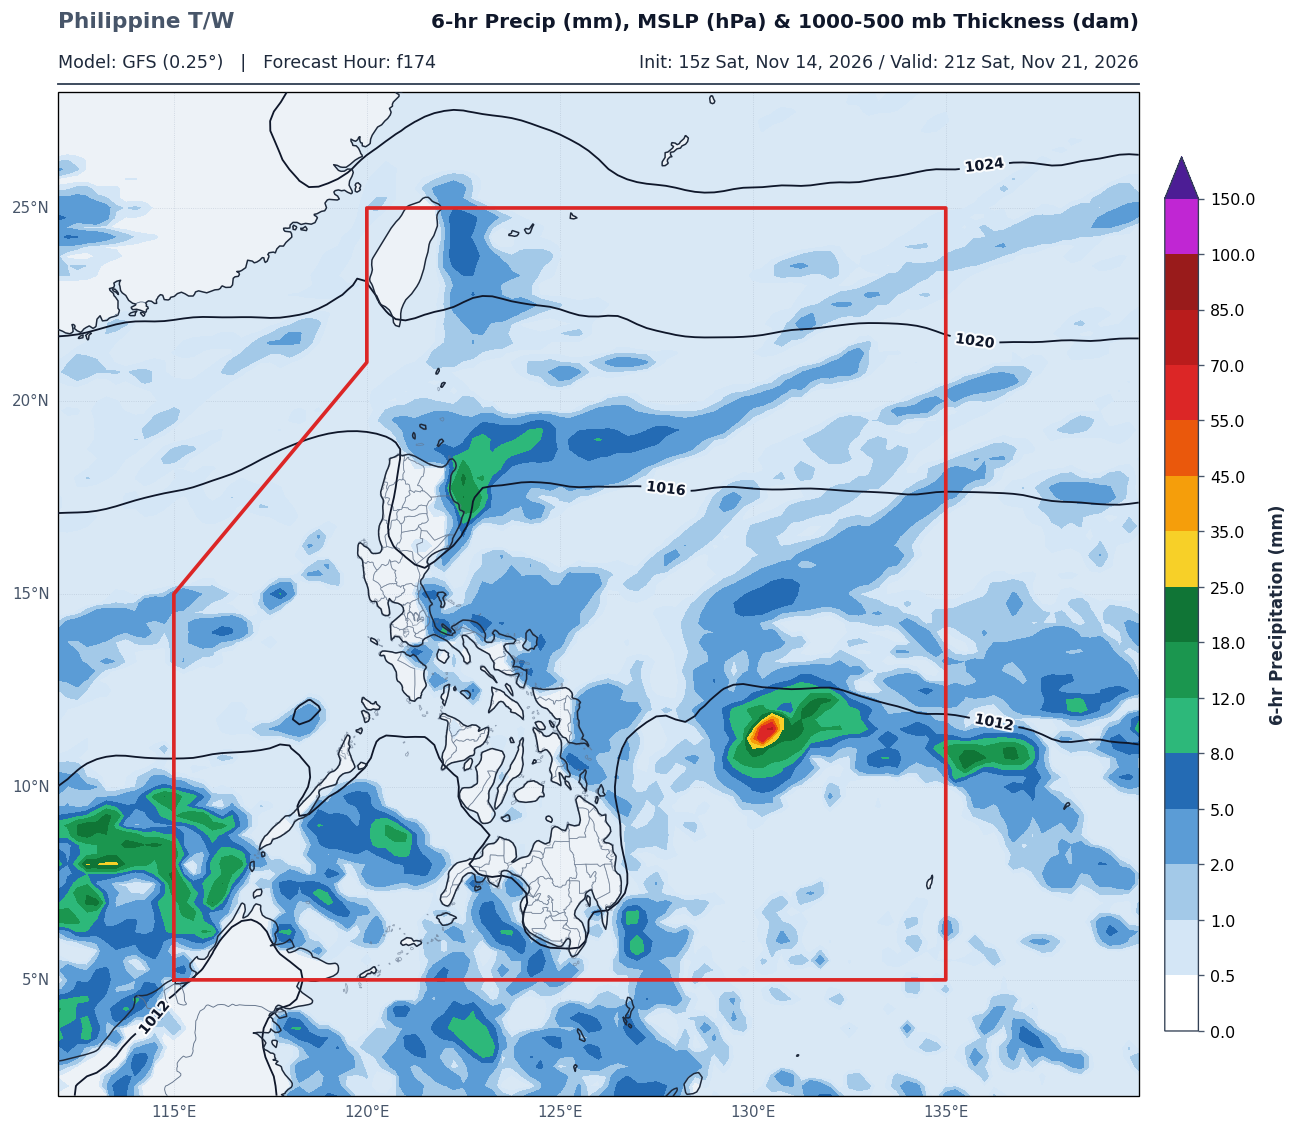 Philippine T/W
6-hr Precip (mm), MSLP (hPa) & 1000-500 mb Thickness (dam)
Model: GFS (0.25°) | Forecast Hour: f174
Init: 15z Sat, Nov 14, 2026 / Valid: 21z Sat, Nov 21, 2026
1024
1020
1016
1012
1012
25°N
20°N
15°N
10°N
5°N
115°E
120°E
125°E
130°E
135°E
150.0
100.0
85.0
70.0
55.0
45.0
35.0
25.0
18.0
12.0
8.0
5.0
2.0
1.0
0.5
0.0
6-hr Precipitation (mm)